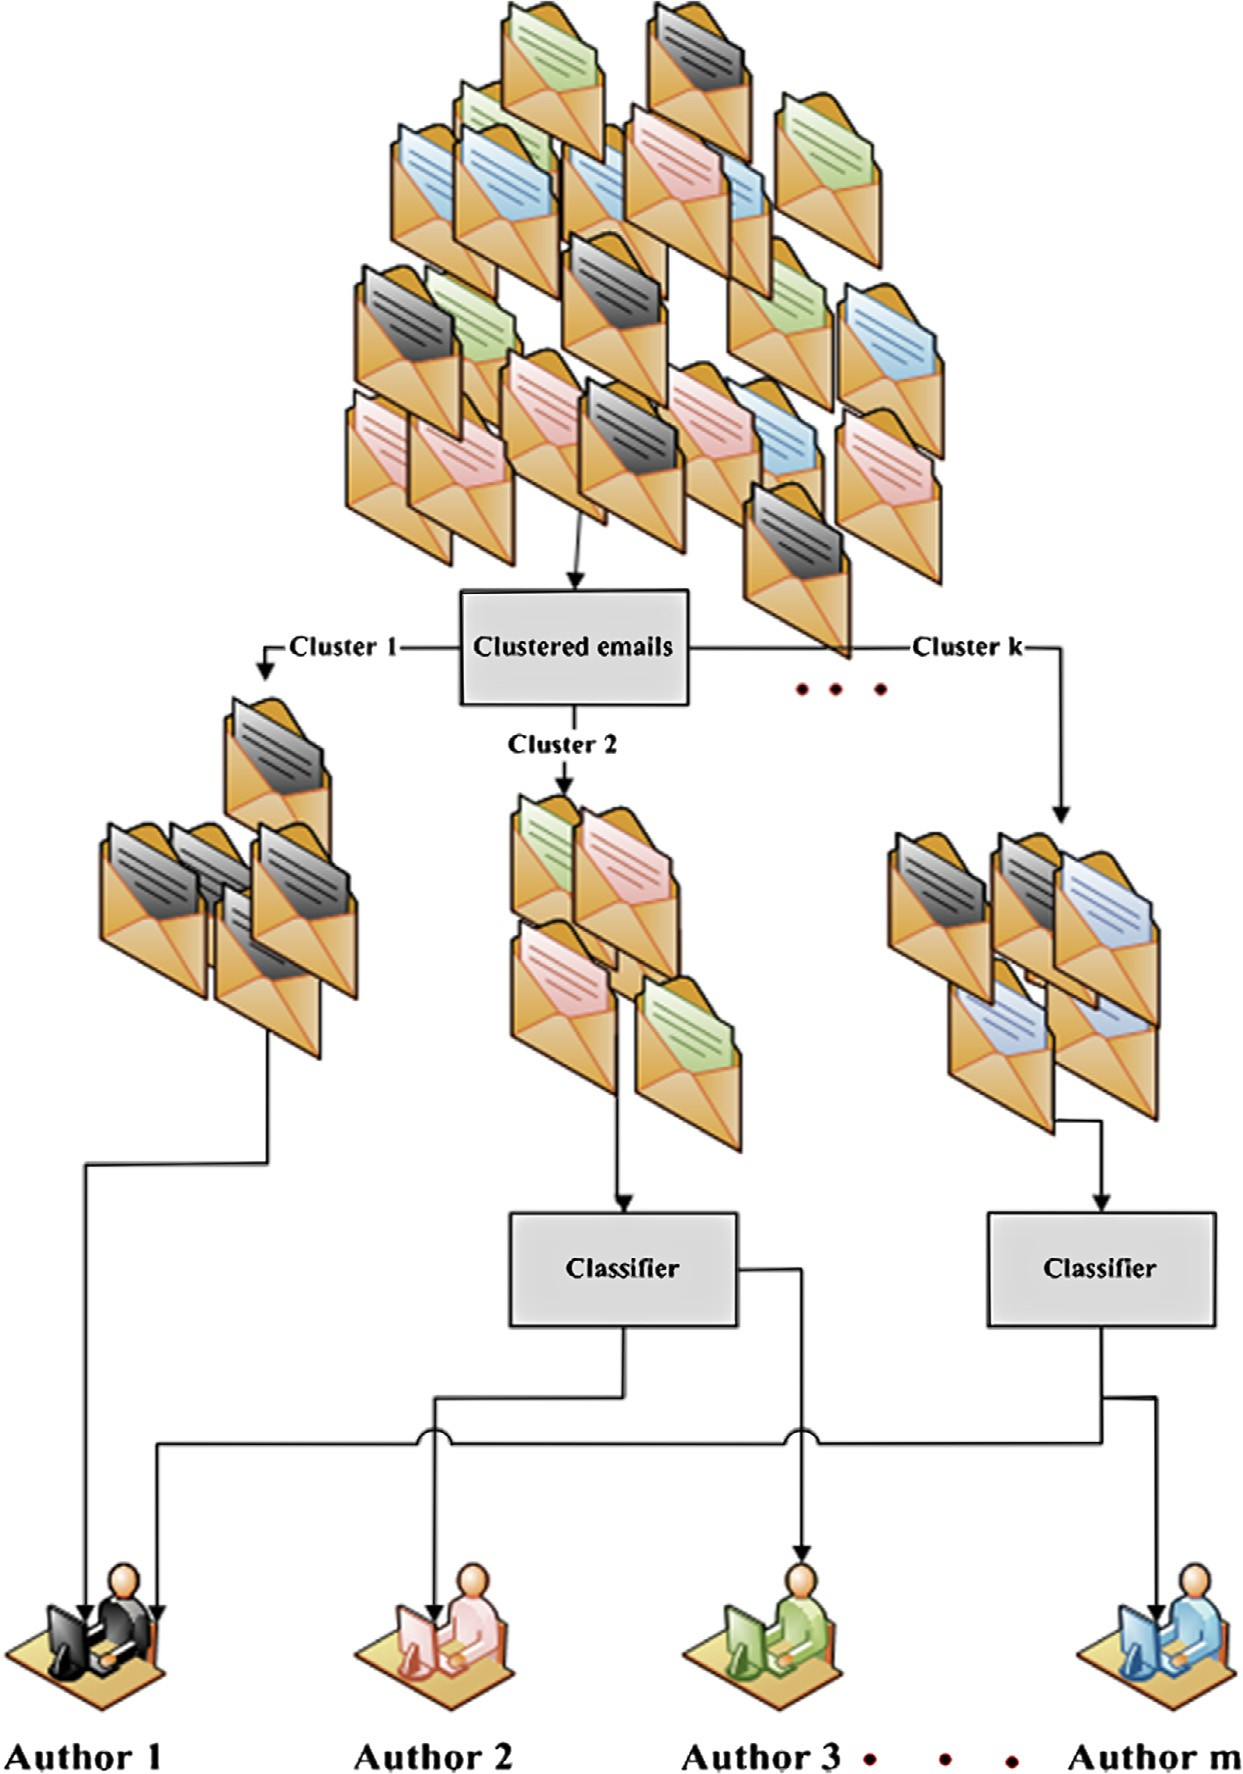 Cluster 1
Clustered emails
Cluster k
Cluster 2
Classifier
Classifier
Author 1
Author 2
Author 3
Author m